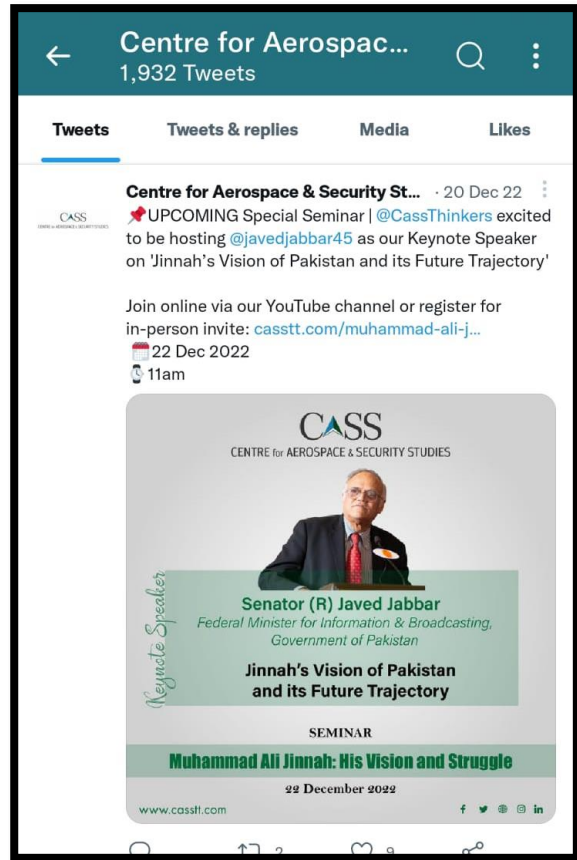 Centre for Aerospac...
1,932 Tweets
Tweets
Tweets & replies
Media
Likes
CASS
Centre for Aerospace & Security St... · 20 Dec 22
📌UPCOMING Special Seminar | @CassThinkers excited
to be hosting @javedjabbar45 as our Keynote Speaker
on 'Jinnah's Vision of Pakistan and its Future Trajectory'
Join online via our YouTube channel or register for
in-person invite: casstt.com/muhammad-ali-j...
22 Dec 2022
11am
CASS
CENTRE for AEROSPACE & SECURITY STUDIES
Keynote Speaker
Senator (R) Javed Jabbar
Federal Minister for Information & Broadcasting,
Government of Pakistan
Jinnah's Vision of Pakistan
and its Future Trajectory
SEMINAR
Muhammad Ali Jinnah: His Vision and Struggle
22 December 2022
www.casstt.com